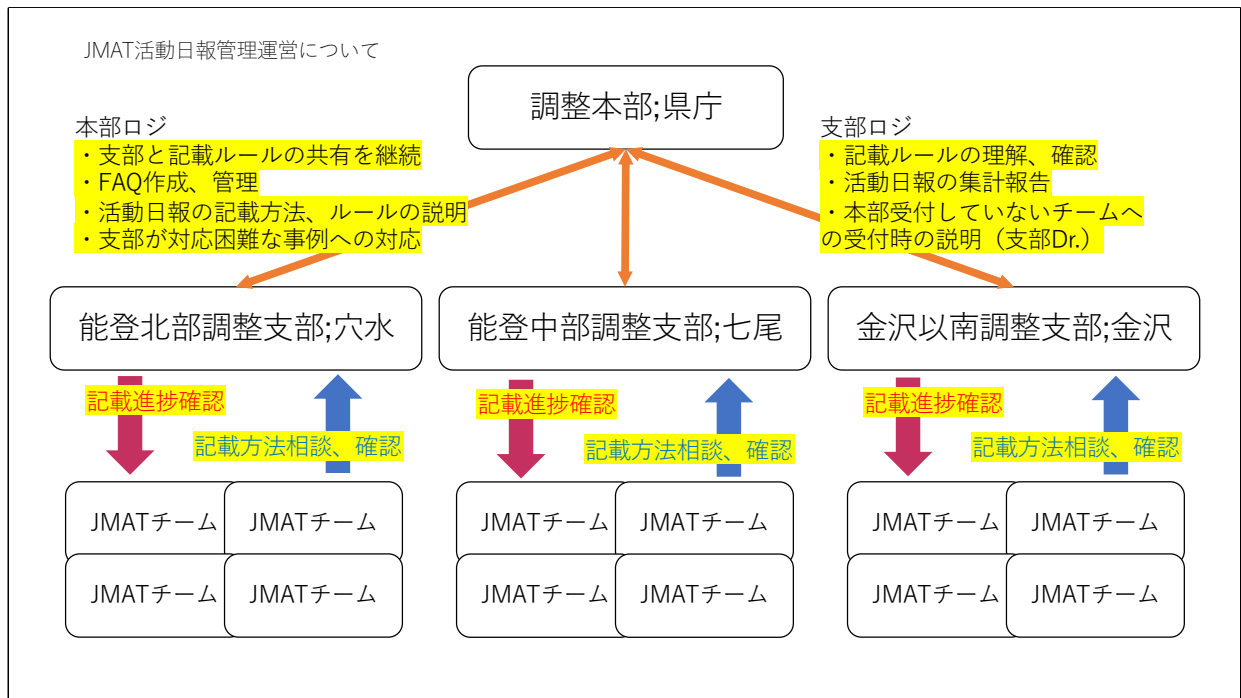 JMAT活動日報管理運営について
調整本部;県庁
本部ロジ
・支部と記載ルールの共有を継続
・FAQ作成、管理
・活動日報の記載方法、ルールの説明
・支部が対応困難な事例への対応
支部ロジ
・記載ルールの理解、確認
・活動日報の集計報告
・本部受付していないチームへ
の受付時の説明（支部Dr.）
能登北部調整支部;穴水
能登中部調整支部;七尾
金沢以南調整支部;金沢
記載進捗確認
記載方法相談、確認
記載進捗確認
記載方法相談、確認
記載進捗確認
記載方法相談、確認
JMATチーム
JMATチーム
JMATチーム
JMATチーム
JMATチーム
JMATチーム
JMATチーム
JMATチーム
JMATチーム
JMATチーム
JMATチーム
JMATチーム